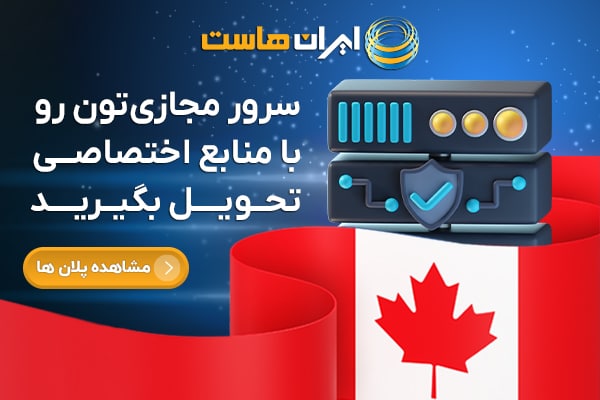 ایران هاست
سرور مجازی‌تون رو
با منابع اختصاصی
تحویل بگیرید
مشاهده پلان ها